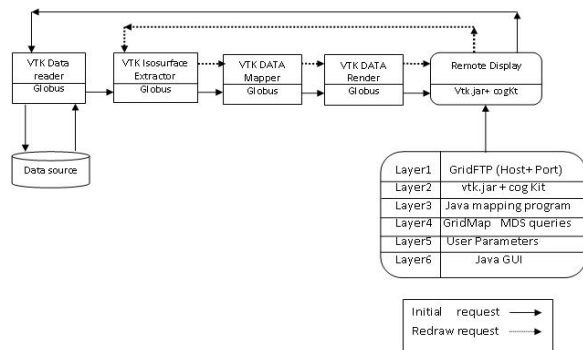 VTK Data
reader
Globus
VTK Isosurface
Extractor
Globus
VTK DATA
Mapper
Globus
VTK DATA
Render
Globus
Remote Display
Vtk.jar+ cogKt
Data source
Layer1 GridFTP (Host+ Port)
Layer2 vtk.jar + cog Kit
Layer3 Java mapping program
Layer4 GridMap MDS queries
Layer5 User Parameters
Layer6 Java GUI
Initial request
Redraw request